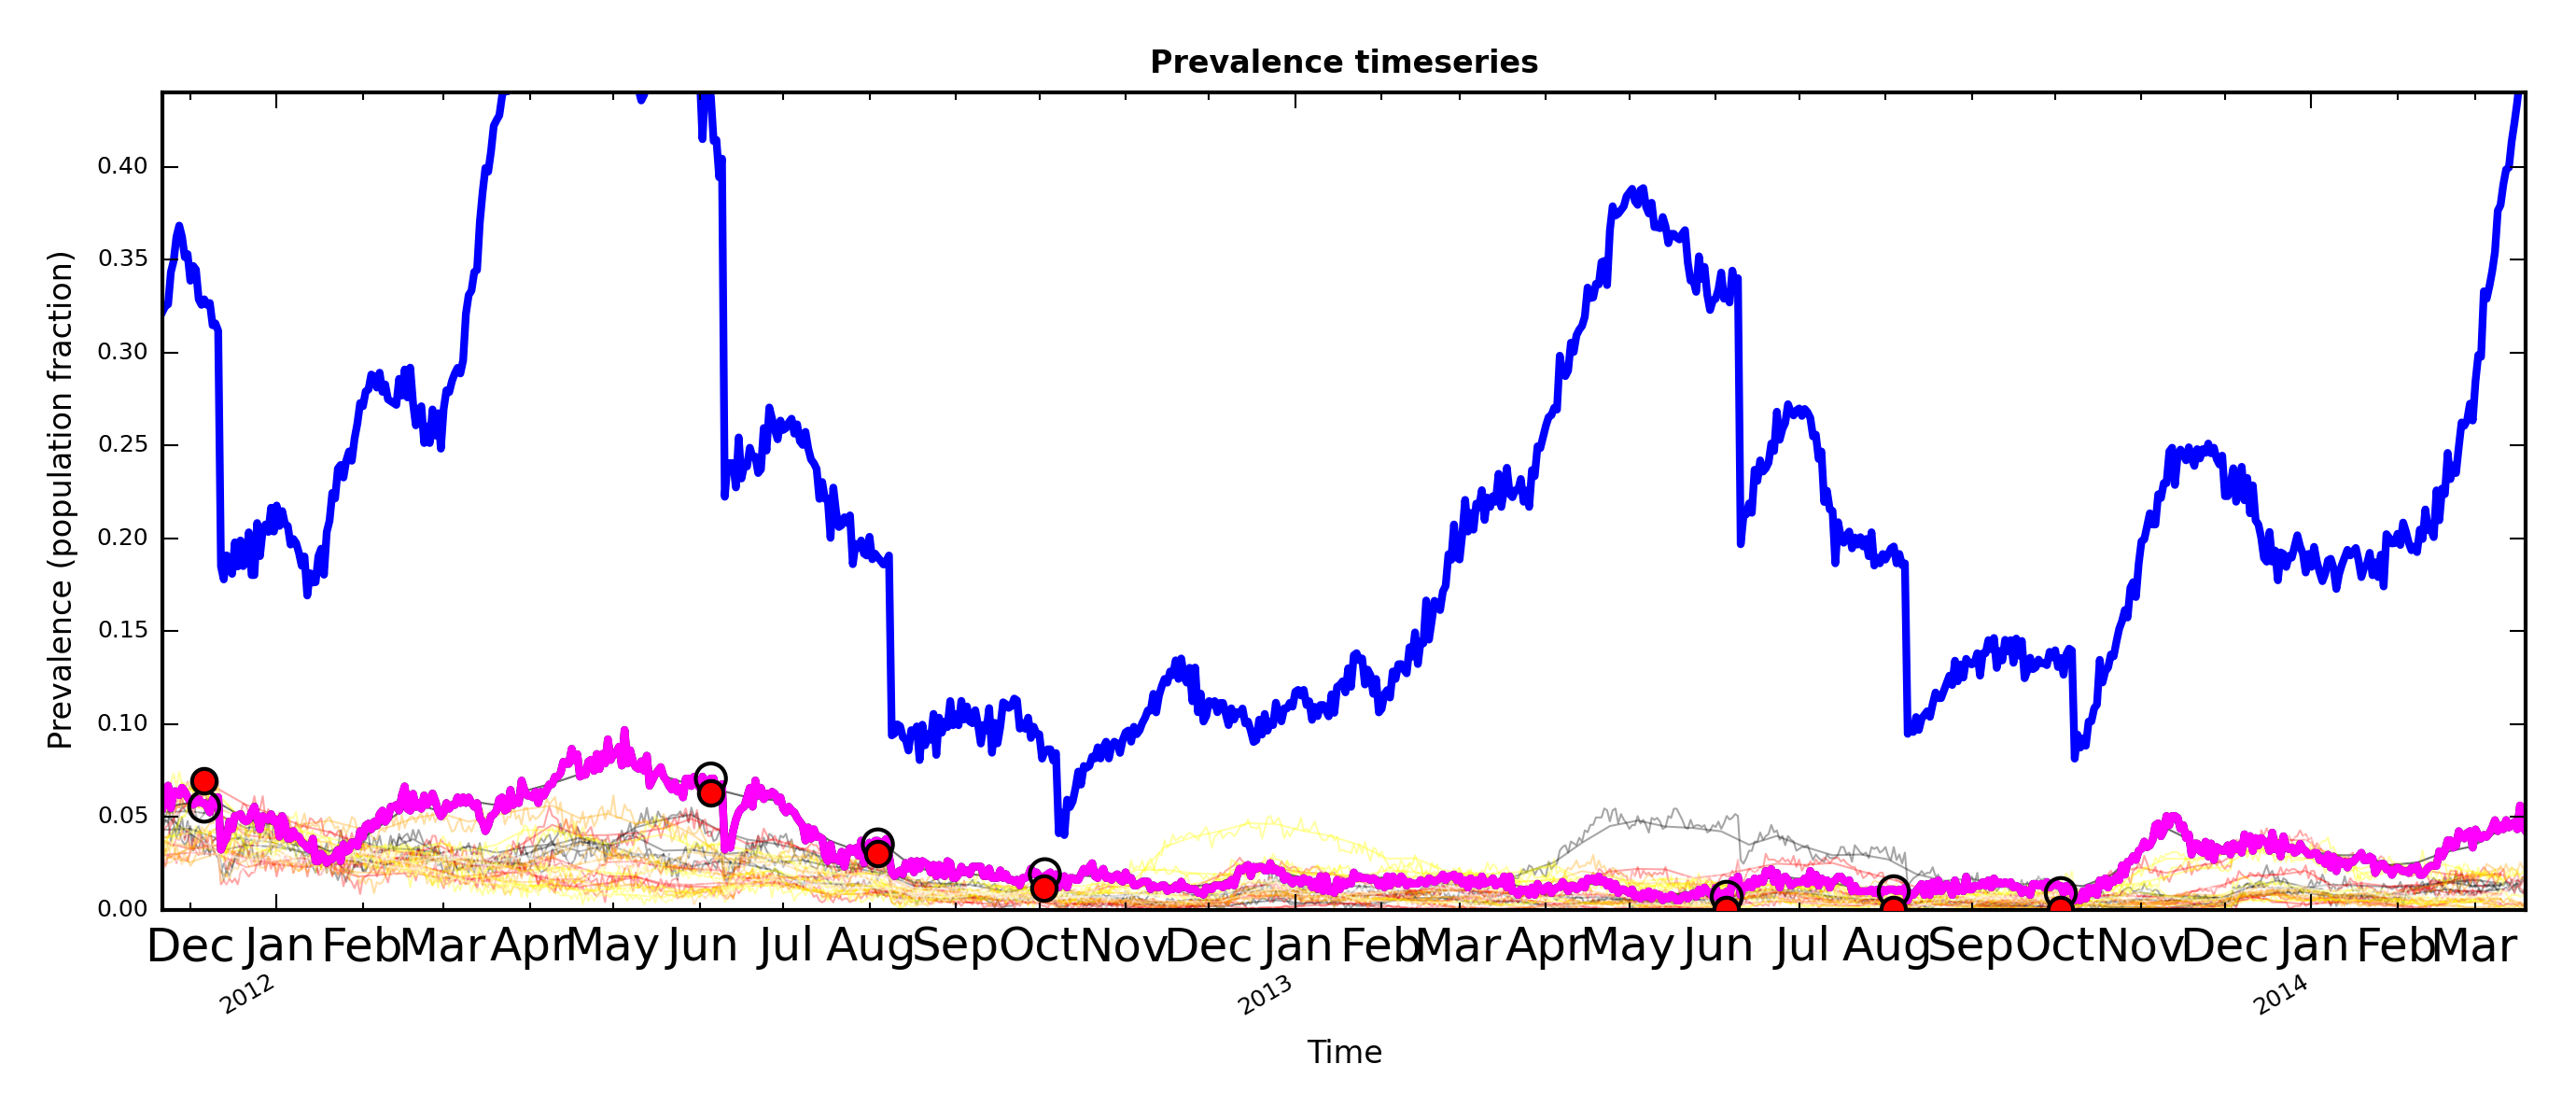 Prevalence timeseries
Prevalence (population fraction)
0.40
0.35
0.30
0.25
0.20
0.15
0.10
0.05
0.00
Dec Jan Feb Mar Apr May Jun Jul Aug Sep Oct Nov Dec Jan Feb Mar Apr May Jun Jul Aug Sep Oct Nov Dec Jan Feb Mar
2012 2013 2014
Time